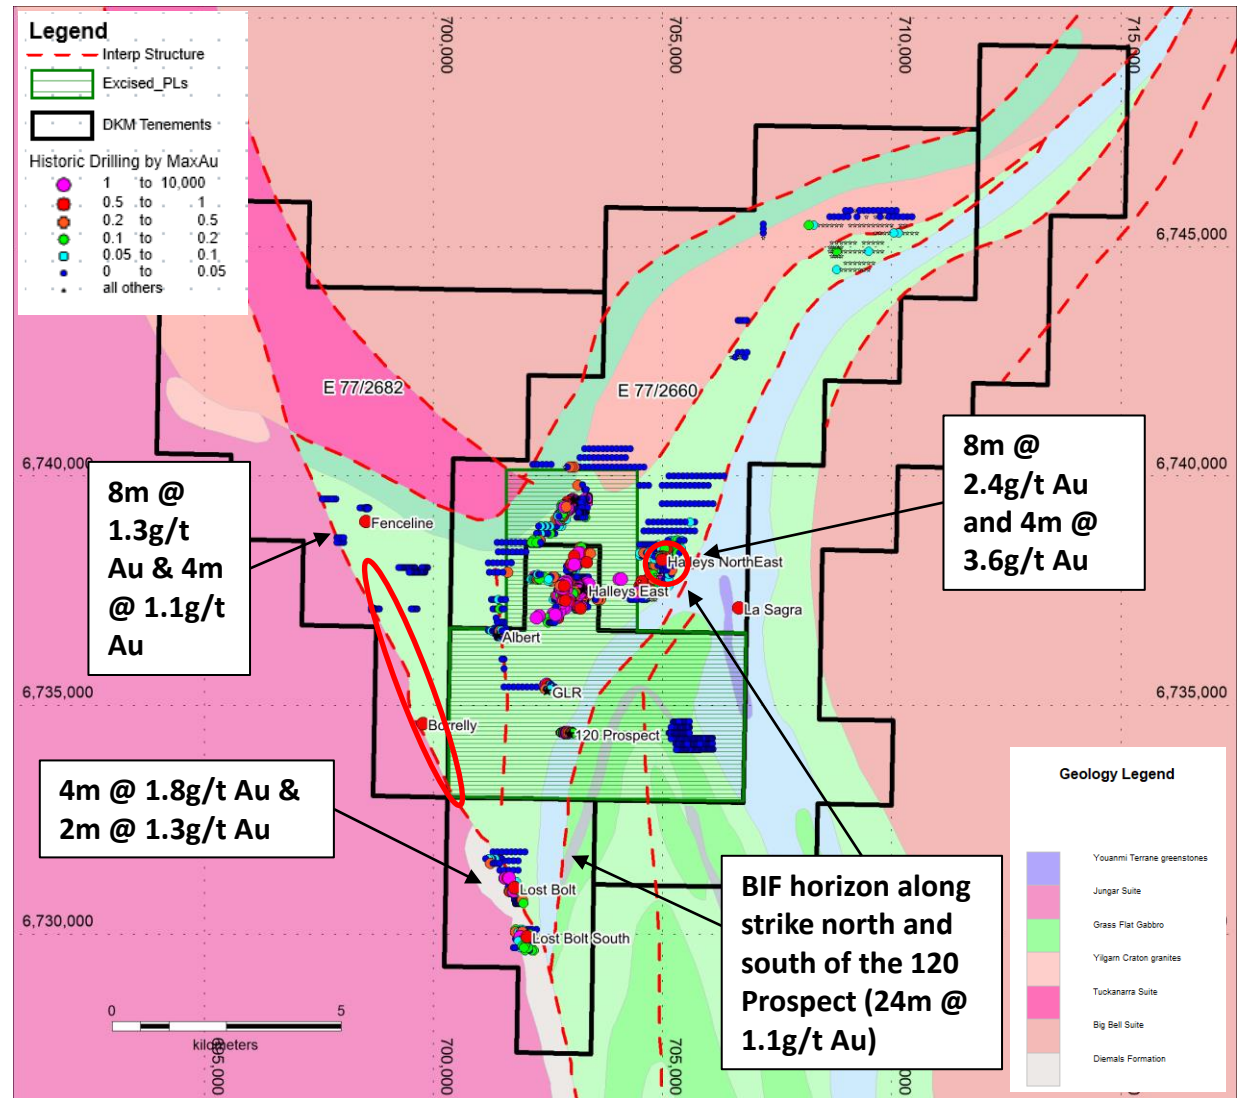 Legend
Interp Structure
Excised_PLs
DKM Tenements
Historic Drilling by MaxAu
1 to 10,000
0.5 to 1
0.2 to 0.5
0.1 to 0.2
0.05 to 0.1
0 to 0.05
all others
700,000
705,000
710,000
715,000
6,745,000
E 77/2682
E 77/2660
6,740,000
8m @
1.3g/t
Au & 4m
@ 1.1g/t
Au
8m @
2.4g/t Au
and 4m @
3.6g/t Au
Fenceline
Halleys NorthEast
Halleys East
La Sagra
Albert
6,735,000
GLR
Borrelly
120 Prospect
4m @ 1.8g/t Au &
2m @ 1.3g/t Au
Lost Bolt
Lost Bolt South
6,730,000
BIF horizon along
strike north and
south of the 120
Prospect (24m @
1.1g/t Au)
Geology Legend
Youanmi Terrane greenstones
Jungar Suite
Grass Flat Gabbro
Yilgarn Craton granites
Tuckanarra Suite
Big Bell Suite
Diemals Formation
0 5
kilometers
695,000
700,000
705,000